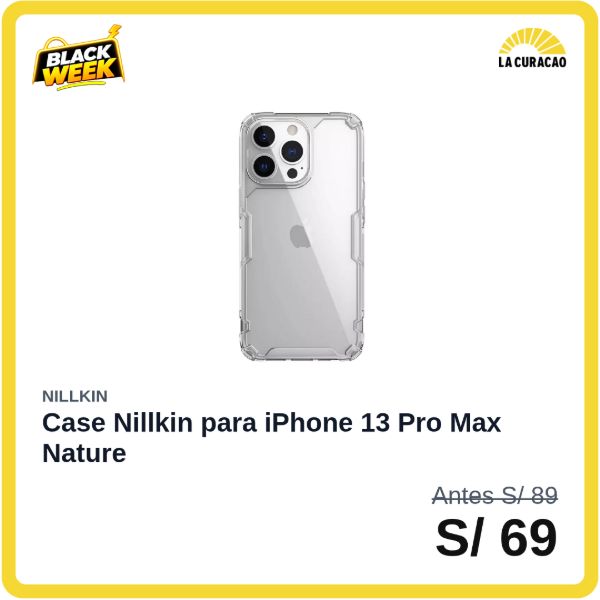 BLACK
WEEK
LA CURACAO
NILLKIN
Case Nillkin para iPhone 13 Pro Max
Nature
Antes S/ 89
S/ 69